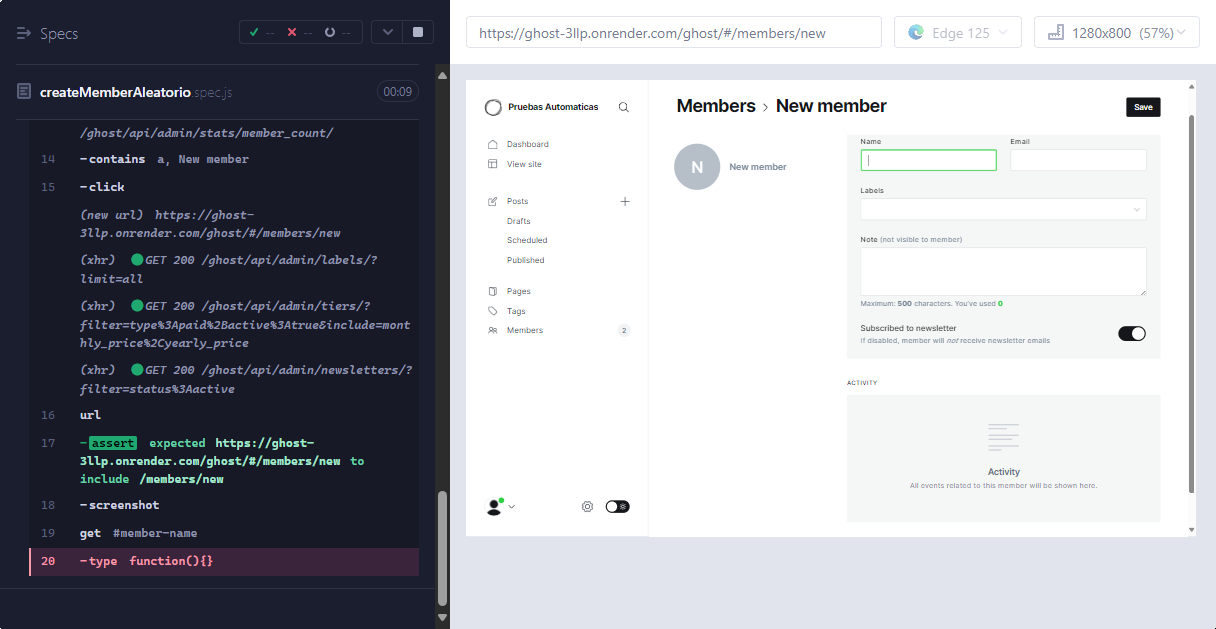 Specs
-- -- --
createMemberAleatorio.spec.js
00:09
/ghost/api/admin/stats/member_count/
14 -contains a, New member
15 -click
(new url) https://ghost-
3llp.onrender.com/ghost/#/members/new
(xhr) GET 200 /ghost/api/admin/labels/?
limit=all
(xhr) GET 200 /ghost/api/admin/tiers/?
filter=type%3Apaid%2Bactive%3Atrue&include=mont
hly_price%2Cyearly_price
(xhr) GET 200 /ghost/api/admin/newsletters/?
filter=status%3Aactive
16 url
17 -assert expected https://ghost-
3llp.onrender.com/ghost/#/members/new to
include /members/new
18 -screenshot
19 get #member-name
20 -type function(){}
https://ghost-3llp.onrender.com/ghost/#/members/new
Edge 125
1280x800 (57%)
Pruebas Automaticas
Dashboard
View site
Posts
Drafts
Scheduled
Published
Pages
Tags
Members 2
Members › New member
Save
N
New member
Name
Email
Labels
Note (not visible to member)
Maximum: 500 characters. You've used 0
Subscribed to newsletter
If disabled, member will not receive newsletter emails
ACTIVITY
Activity
All events related to this member will be shown here.